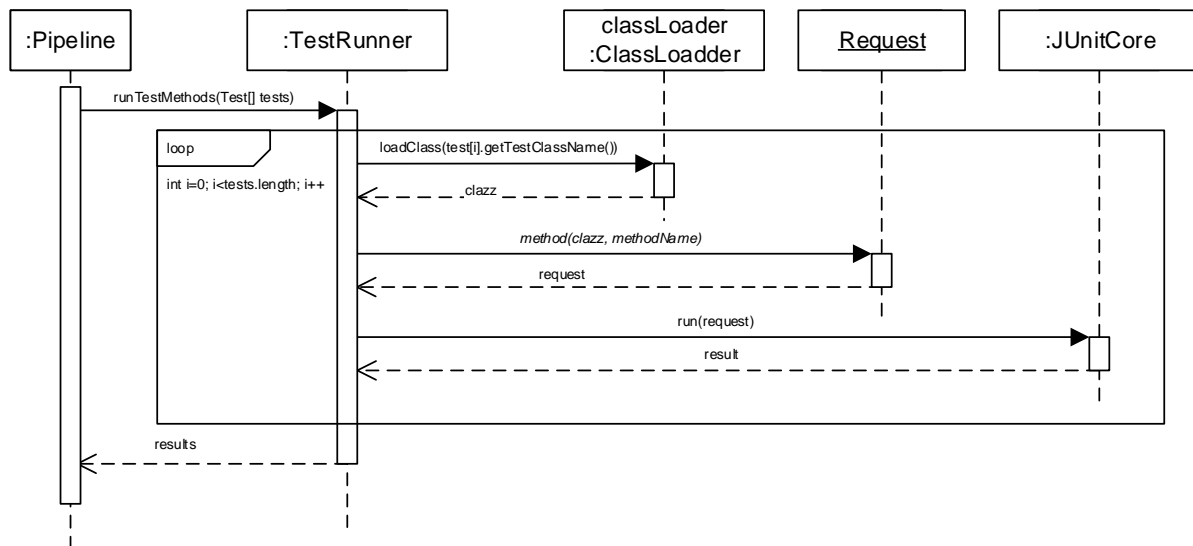 :Pipeline
:TestRunner
classLoader
:ClassLoadder
Request
:JUnitCore
runTestMethods(Test[] tests)
loop
int i=0; i<tests.length; i++
loadClass(test[i].getTestClassName())
clazz
method(clazz, methodName)
request
run(request)
result
results